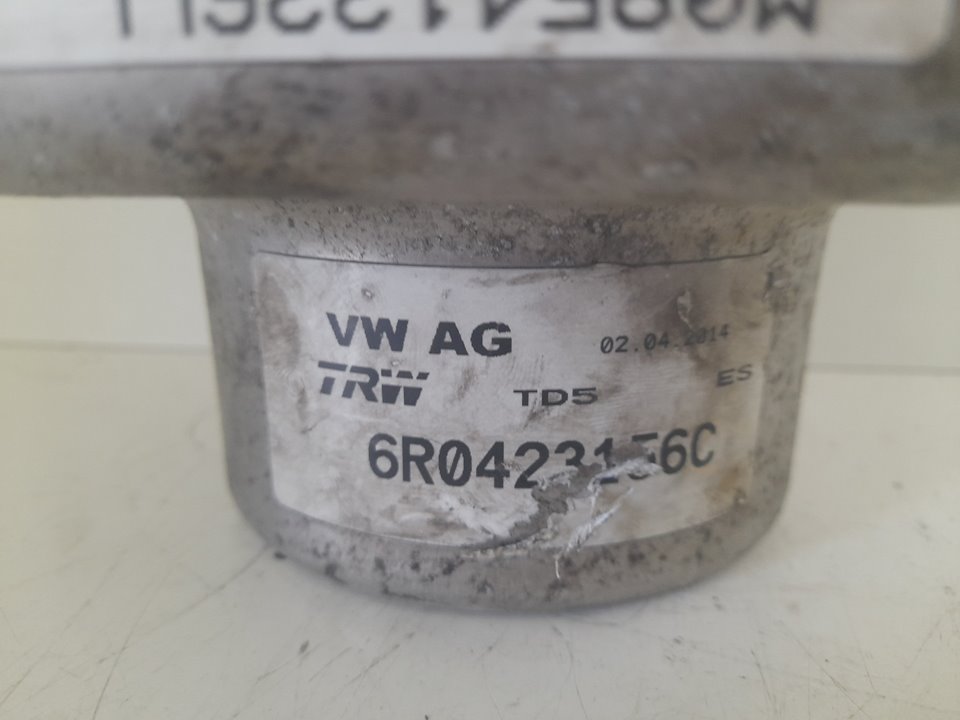 VW AG 02.04.2014
TRW TD5 ES
6R0423156C